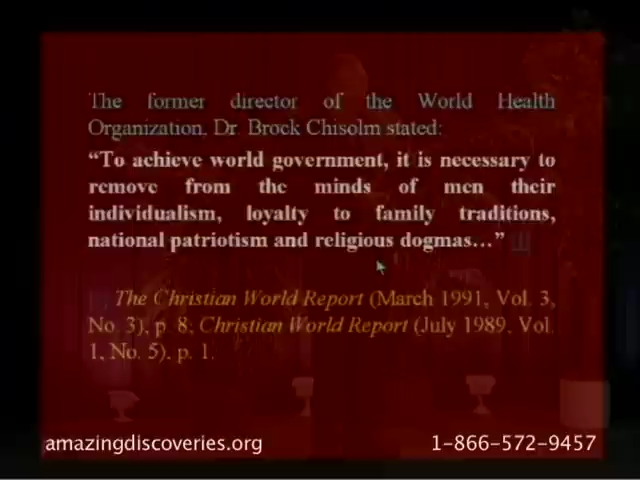 The former director of the World Health
Organization, Dr. Brock Chisolm stated:
“To achieve world government, it is necessary to
remove from the minds of men their
individualism, loyalty to family traditions,
national patriotism and religious dogmas...” [1]
The Christian World Report (March 1991, Vol. 3,
No. 3), p. 8; Christian World Report (July 1989, Vol.
1, No. 5), p. 1.
amazingdiscoveries.org
1-866-572-9457